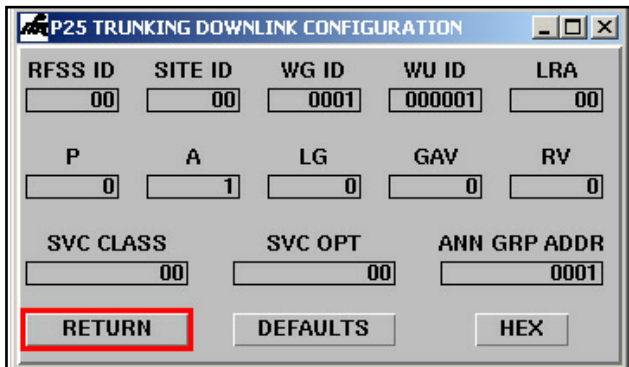 P25 TRUNKING DOWNLINK CONFIGURATION
RFSS ID SITE ID WG ID WU ID LRA
00 00 0001 000001 00
P A LG GAV RV
0 1 0 0 0
SVC CLASS SVC OPT ANN GRP ADDR
00 00 0001
RETURN DEFAULTS HEX